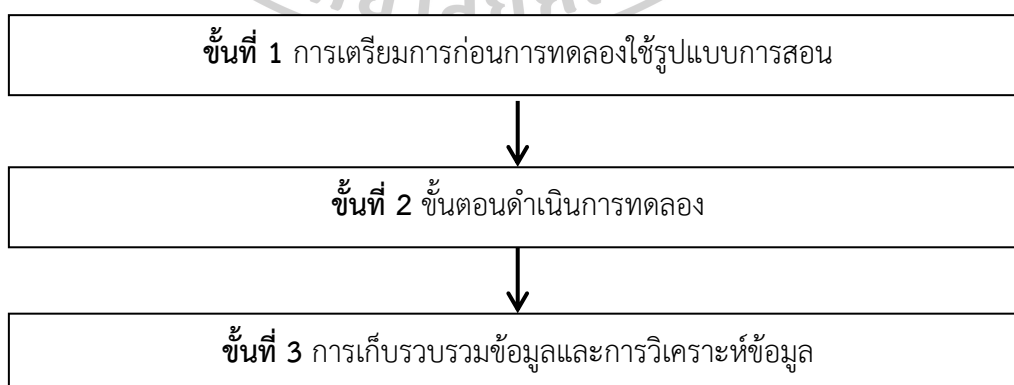 ขั้นที่ 1 การเตรียมการก่อนการทดลองใช้รูปแบบการสอน
ขั้นที่ 2 ขั้นตอนดำเนินการทดลอง
ขั้นที่ 3 การเก็บรวบรวมข้อมูลและการวิเคราะห์ข้อมูล